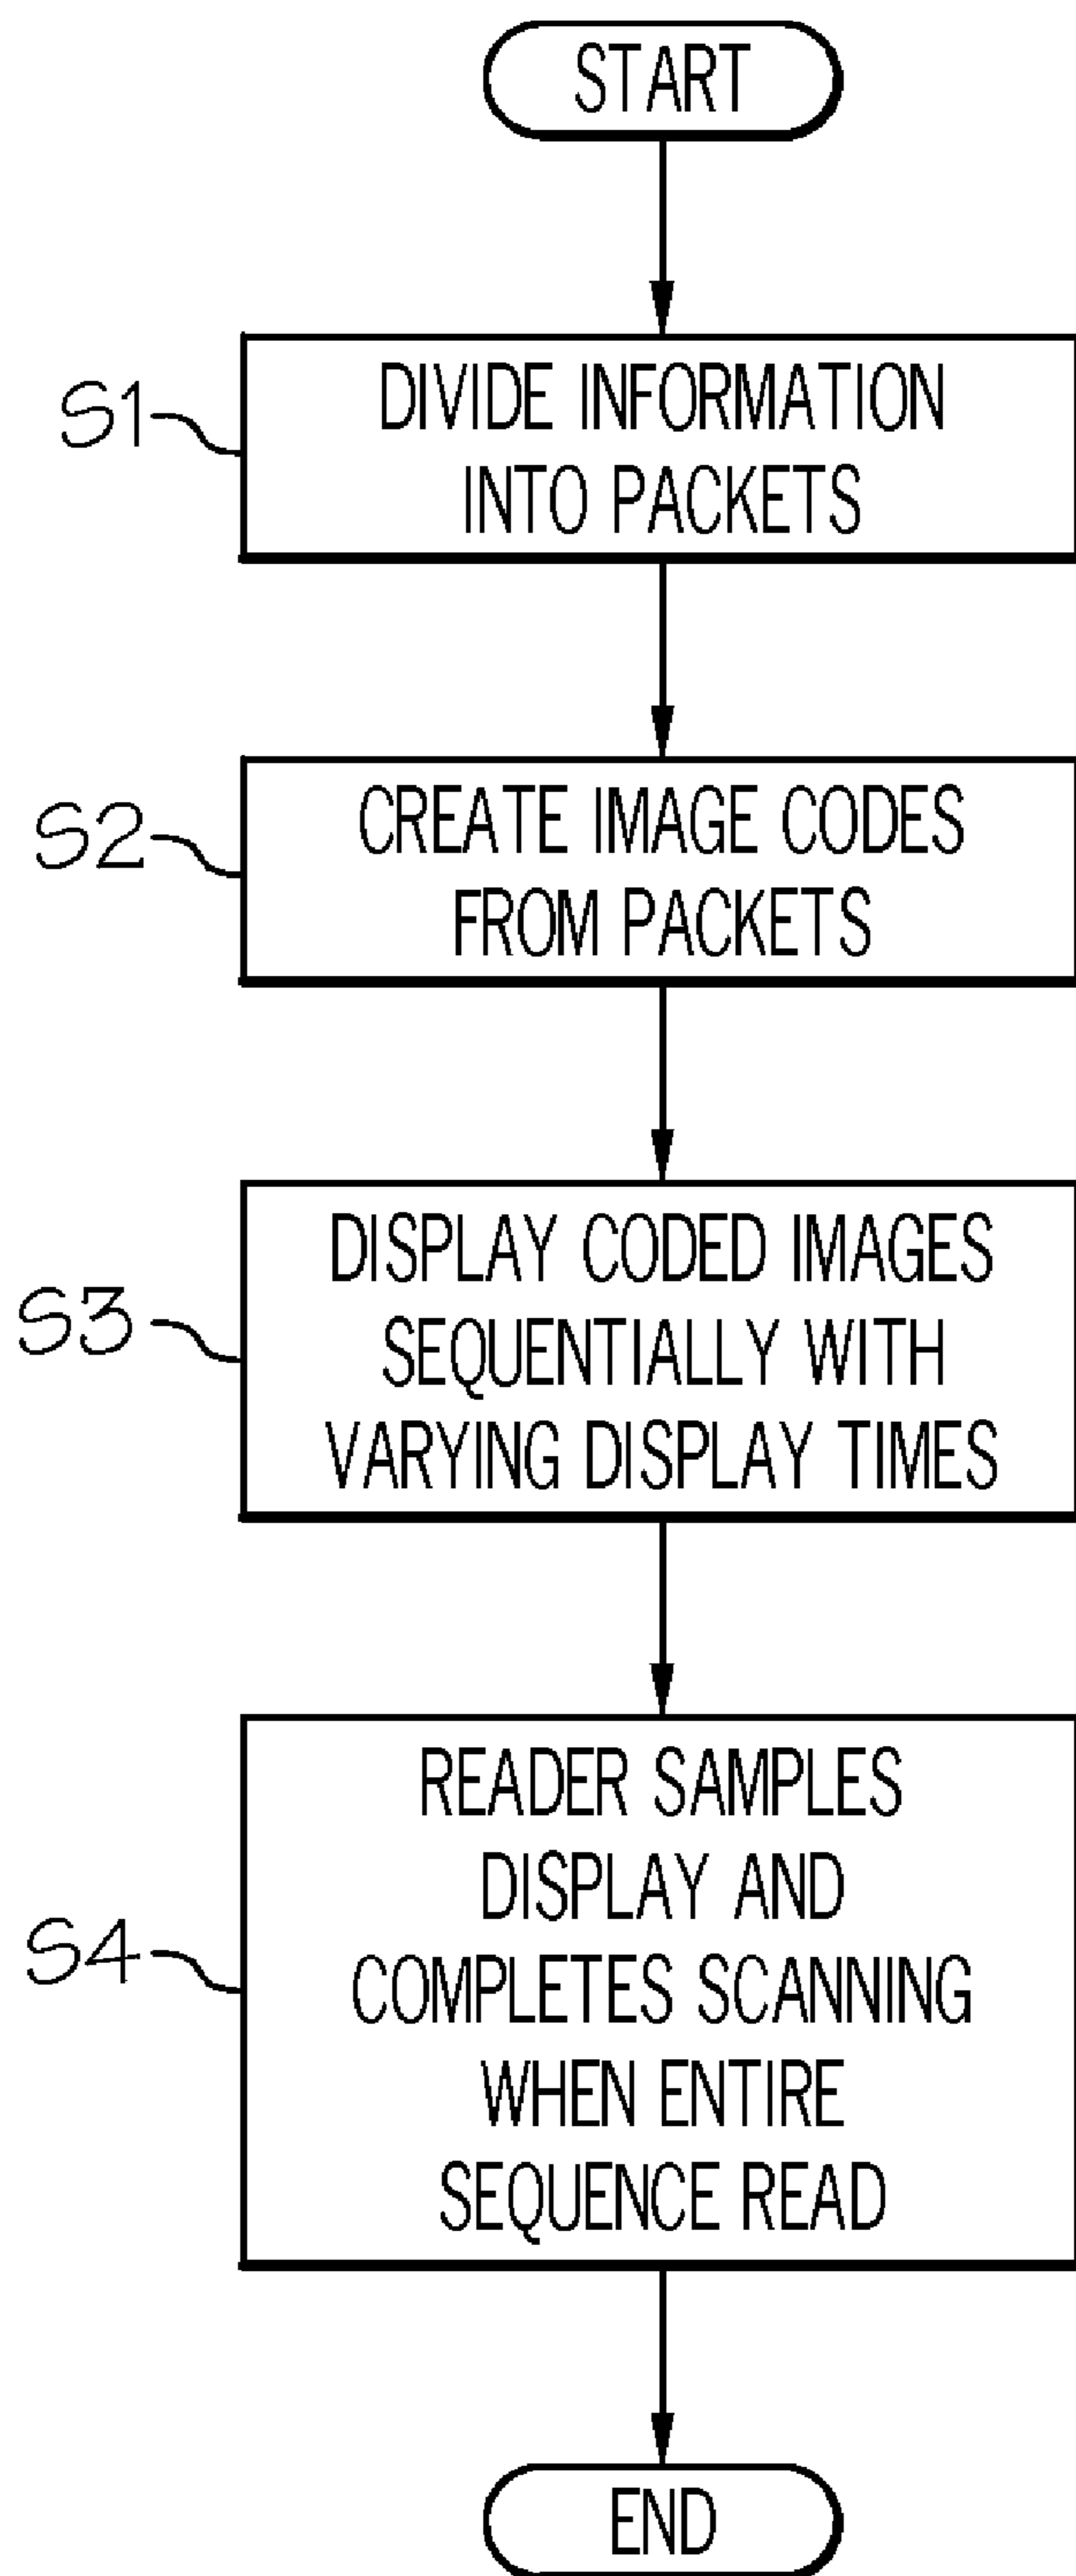 START
S1
DIVIDE INFORMATION
INTO PACKETS
S2
CREATE IMAGE CODES
FROM PACKETS
S3
DISPLAY CODED IMAGES
SEQUENTIALLY WITH
VARYING DISPLAY TIMES
S4
READER SAMPLES
DISPLAY AND
COMPLETES SCANNING
WHEN ENTIRE
SEQUENCE READ
END